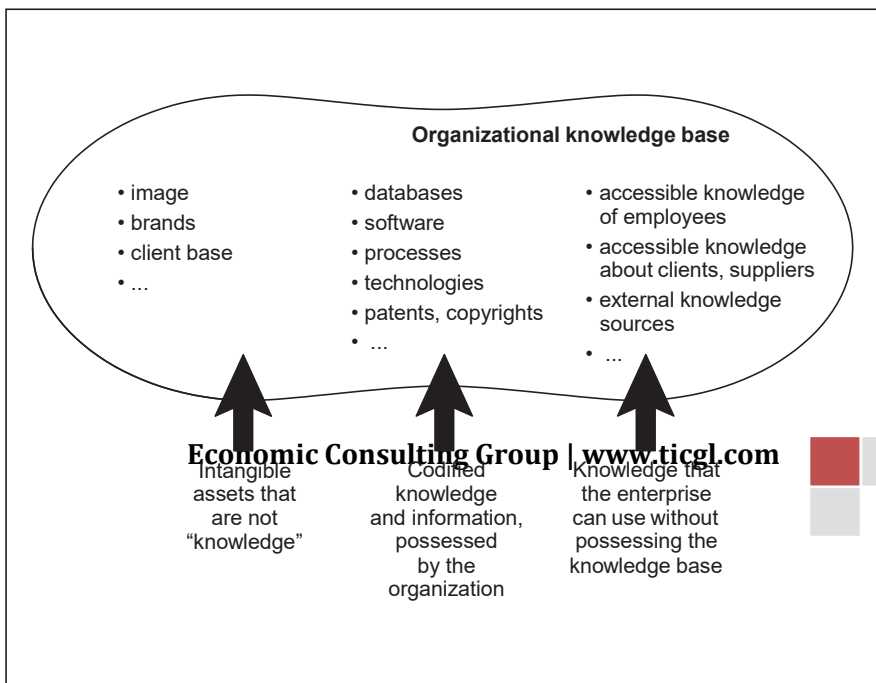 Organizational knowledge base
• image
• brands
• client base
• ...
• databases
• software
• processes
• technologies
• patents, copyrights
• ...
• accessible knowledge
of employees
• accessible knowledge
about clients, suppliers
• external knowledge
sources
• ...
Economic Consulting Group | www.ticgl.com
Intangible
assets that
are not
“knowledge”
Codified
knowledge
and information,
possessed
by the
organization
Knowledge that
the enterprise
can use without
possessing the
knowledge base